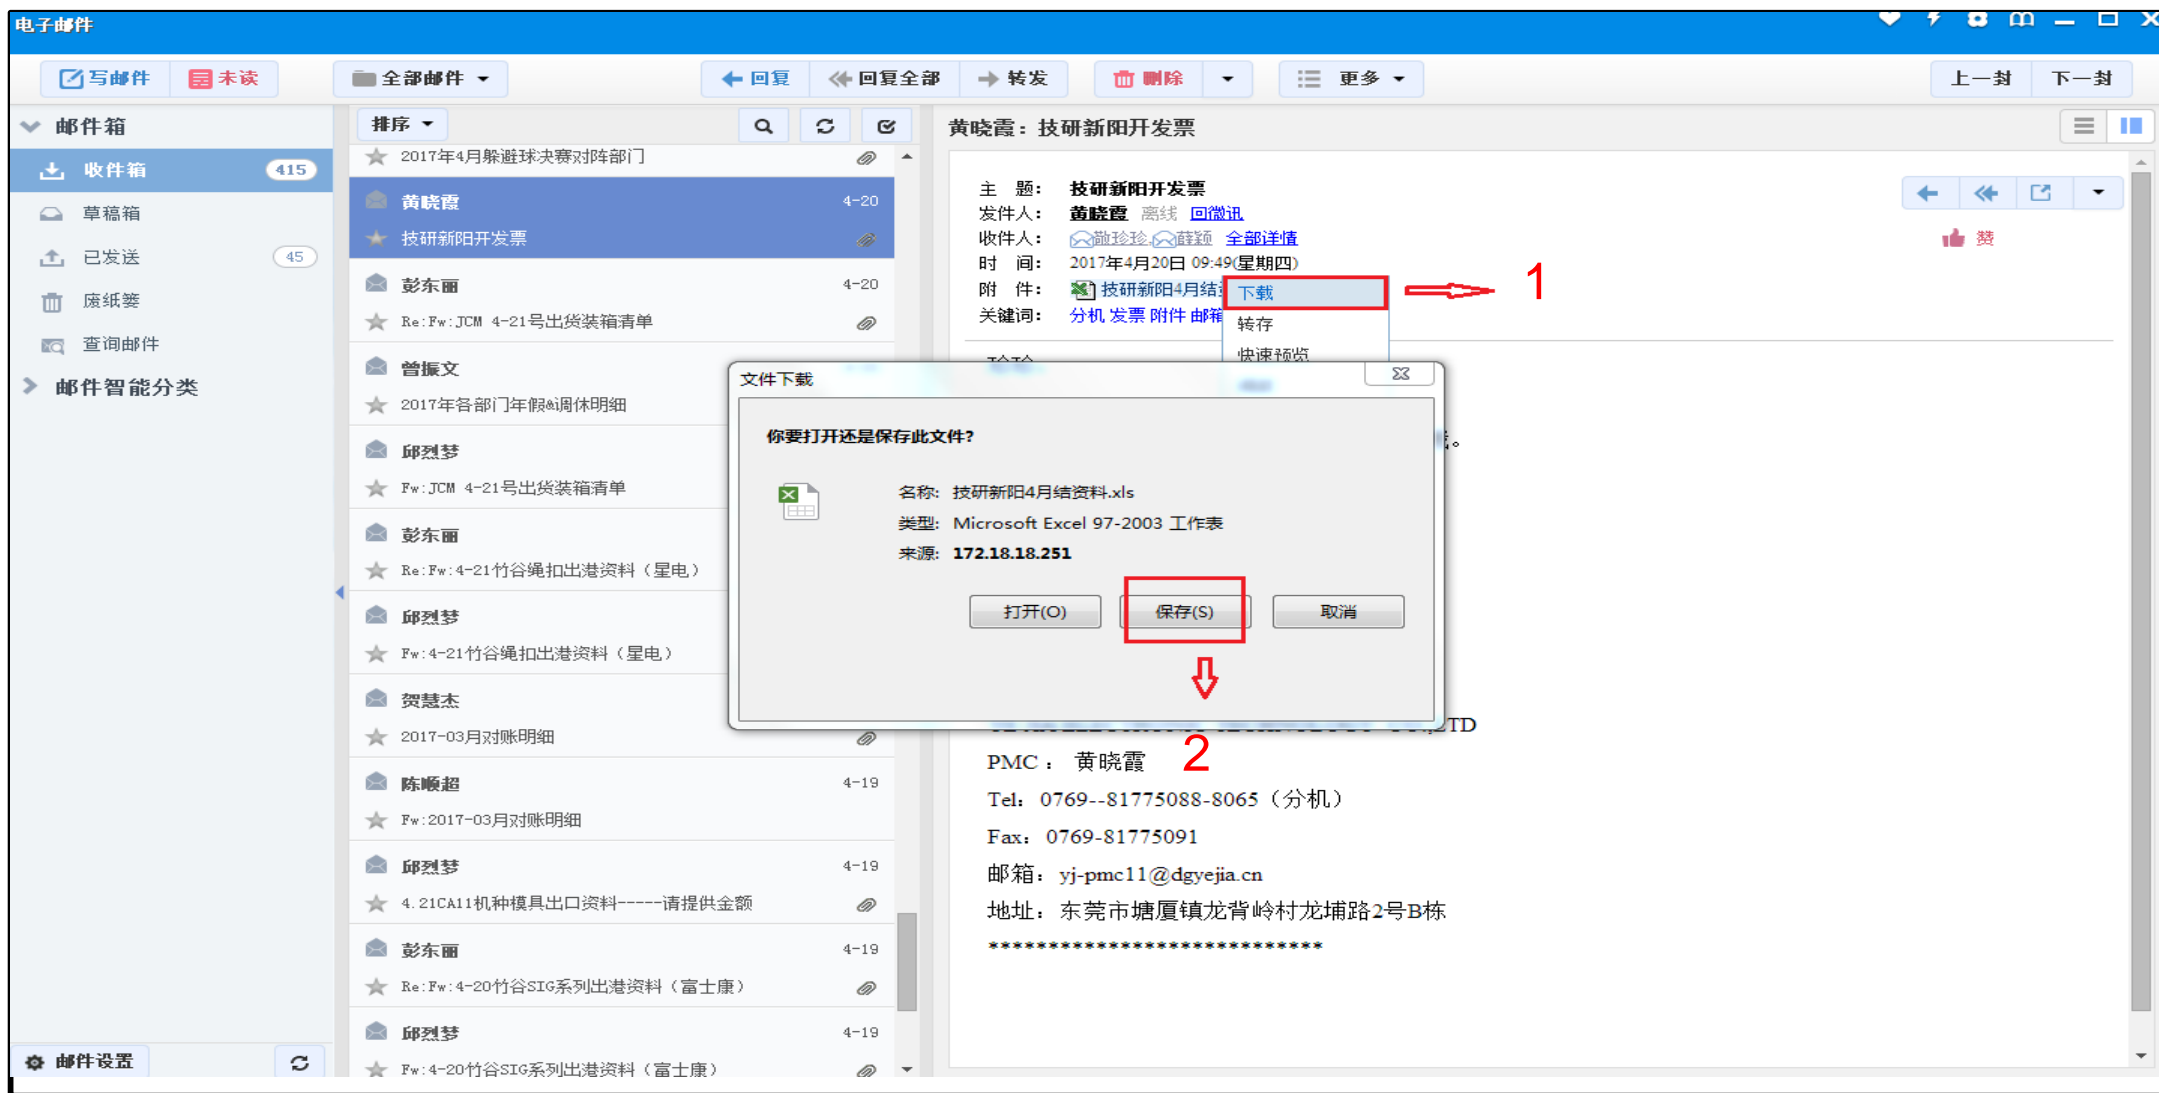 电子邮件
写邮件 未读 全部邮件 回复 回复全部 转发 删除 更多 上一封 下一封
邮件箱
收件箱 415
草稿箱
已发送 45
废纸篓
查询邮件
邮件智能分类
邮件设置
排序
2017年4月躲避球决赛对阵部门
黄晓霞 4-20
技研新阳开发票
彭东丽 4-20
Re:Fw:JCM 4-21号出货装箱清单
曾振文
2017年各部门年假&调休明细
邱烈梦
Fw:JCM 4-21号出货装箱清单
彭东丽
Re:Fw:4-21竹谷绳扣出港资料（星电）
邱烈梦
Fw:4-21竹谷绳扣出港资料（星电）
贺慧杰
2017-03月对账明细
陈顺超 4-19
Fw:2017-03月对账明细
邱烈梦 4-19
4.21CA11机种模具出口资料-----请提供金额
彭东丽 4-19
Re:Fw:4-20竹谷SIG系列出港资料（富士康）
邱烈梦 4-19
Fw:4-20竹谷SIG系列出港资料（富士康）
黄晓霞：技研新阳开发票
主 题： 技研新阳开发票
发件人： 黄晓霞 离线 回微讯
收件人： 敬珍珍,薛颖 全部详情
赞
时 间： 2017年4月20日 09:49(星期四)
附 件： 技研新阳4月结
关键词： 分机 发票 附件 邮箱
下载
转存
快速预览
1
文件下载
你要打开还是保存此文件?
名称: 技研新阳4月结资料.xls
类型: Microsoft Excel 97-2003 工作表
来源: 172.18.18.251
打开(O) 保存(S) 取消
2
LTD
PMC： 黄晓霞
Tel：0769--81775088-8065（分机）
Fax：0769-81775091
邮箱：yj-pmc11@dgyejia.cn
地址：东莞市塘厦镇龙背岭村龙埔路2号B栋
****************************